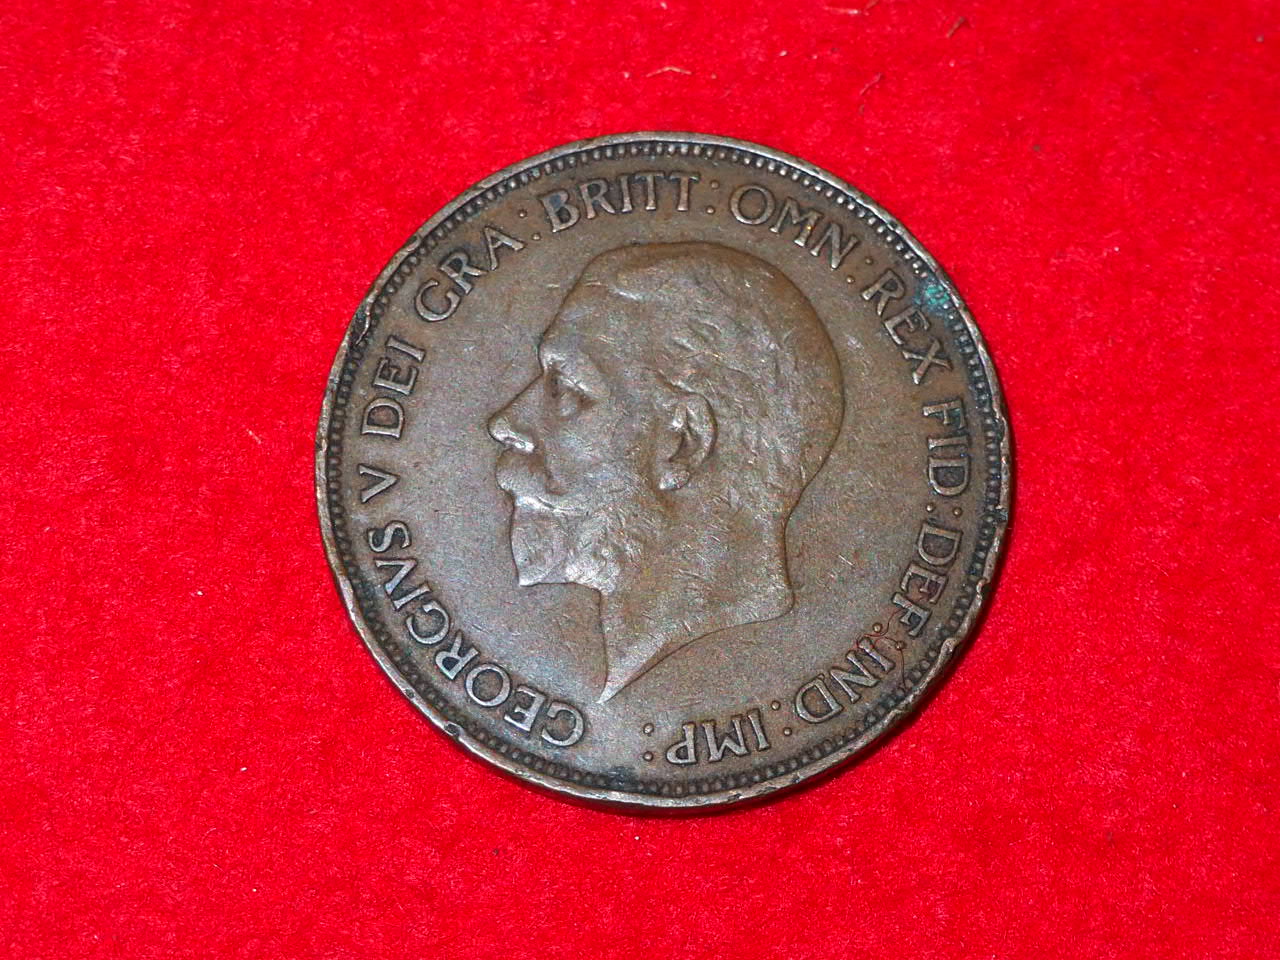 GEORGIVS V DEI GRA: BRITT: OMN: REX FID: DEF: IND: IMP: